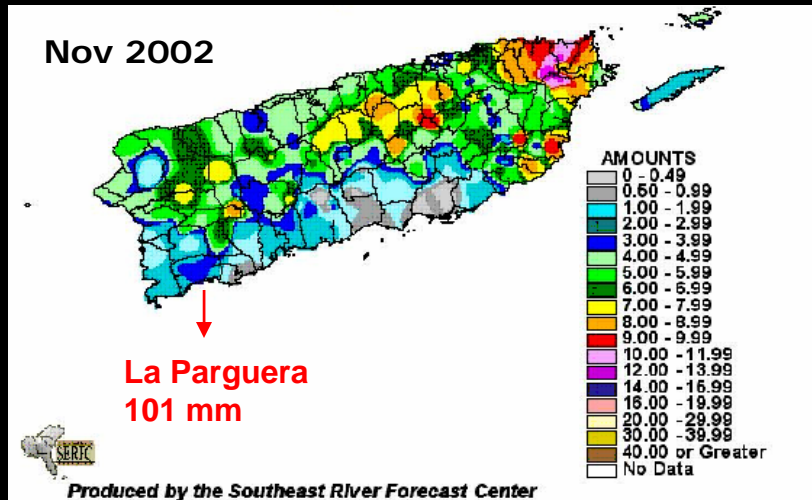 Nov 2002
AMOUNTS
0 - 0.49
0.50 - 0.99
1.00 - 1.99
2.00 - 2.99
3.00 - 3.99
4.00 - 4.99
5.00 - 5.99
6.00 - 6.99
7.00 - 7.99
8.00 - 8.99
9.00 - 9.99
10.00 - 11.99
12.00 - 13.99
14.00 - 16.99
16.00 - 19.99
20.00 - 29.99
30.00 - 39.99
40.00 or Greater
No Data
La Parguera
101 mm
SERFC
Produced by the Southeast River Forecast Center